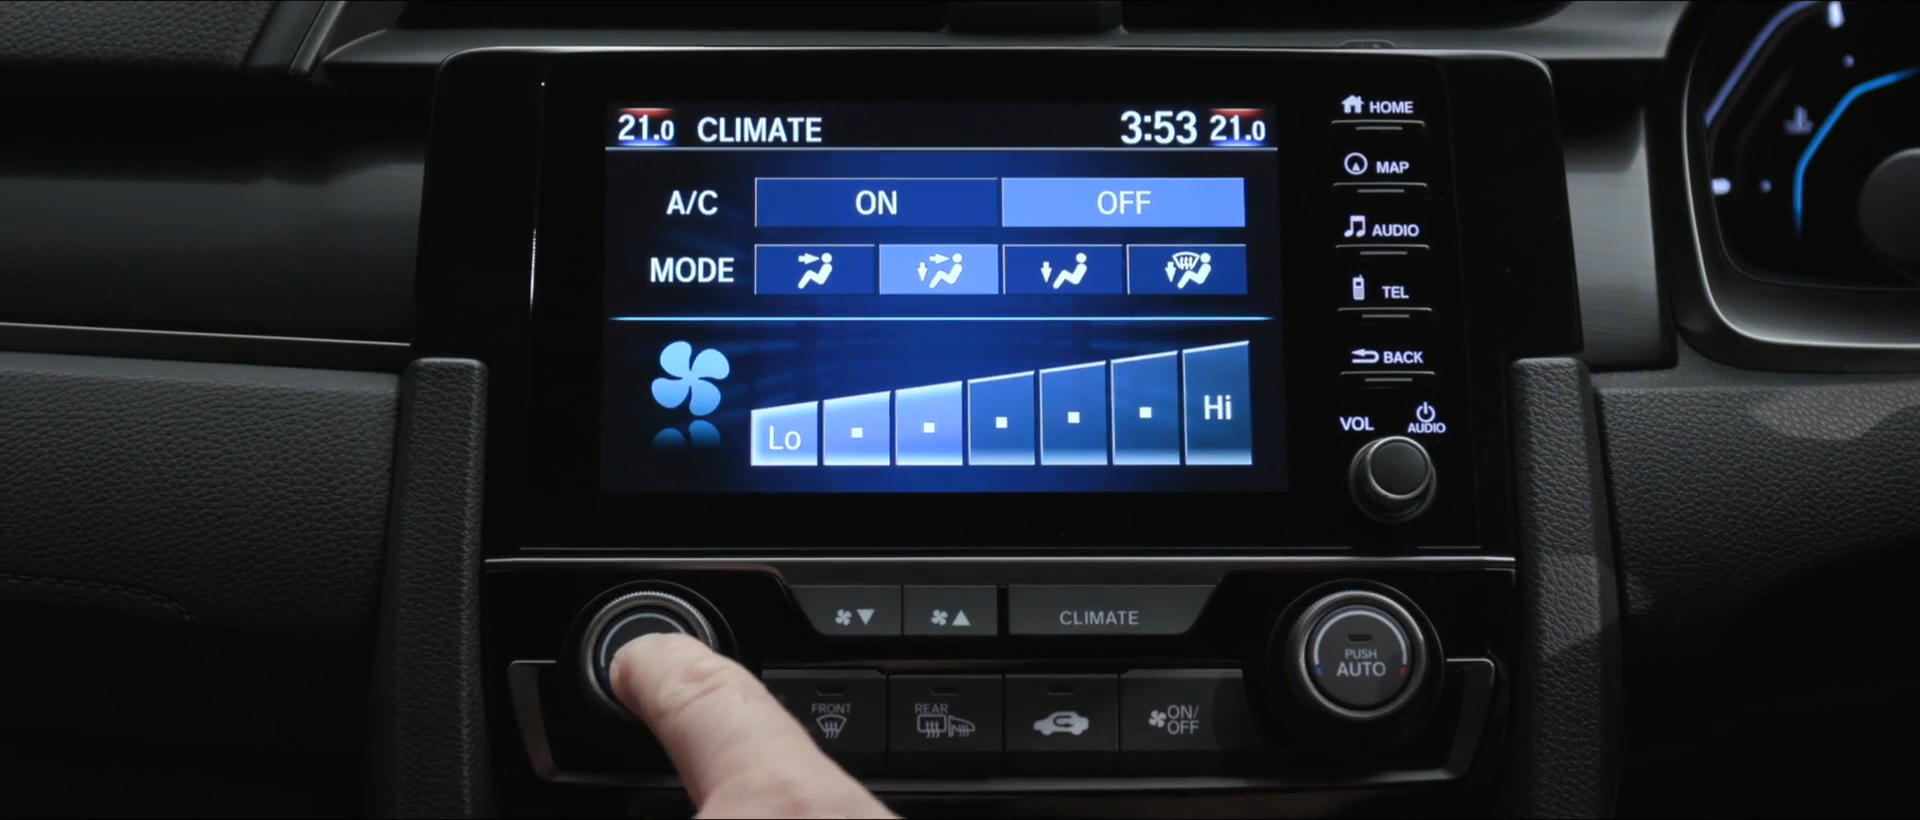 21.0 CLIMATE 3:53 21.0
A/C ON OFF
MODE
Lo Hi
HOME
MAP
AUDIO
TEL
BACK
VOL AUDIO
CLIMATE
PUSH
AUTO
FRONT
REAR
ON/
OFF